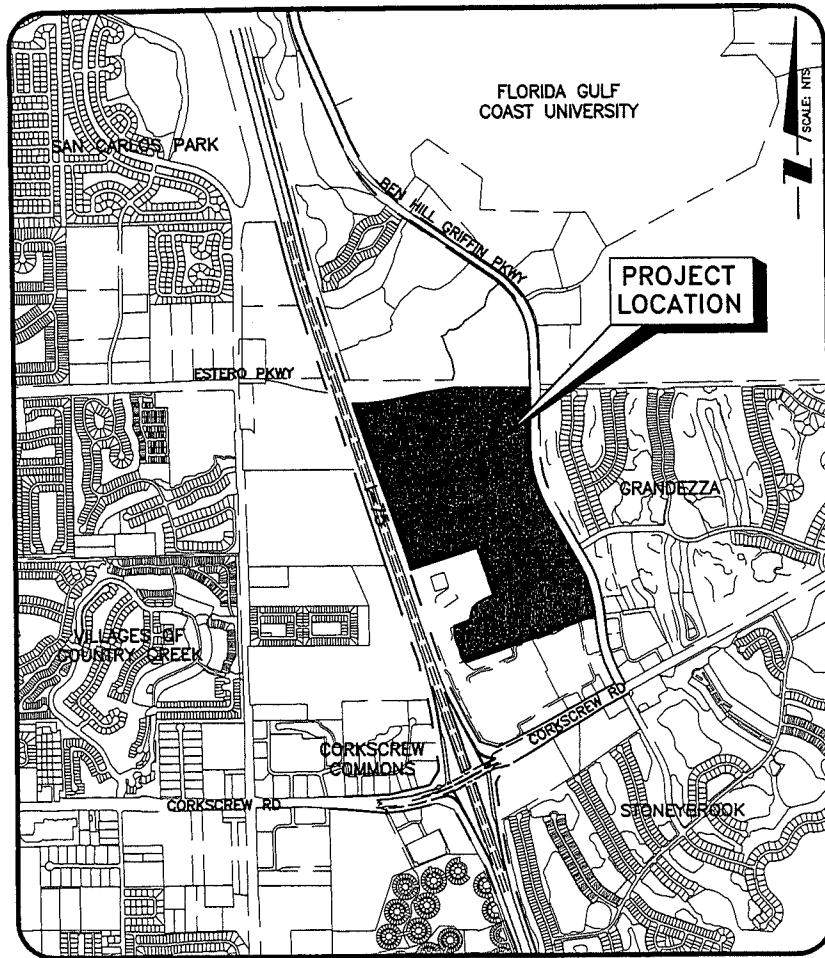 FLORIDA GULF
COAST UNIVERSITY
SCALE: NTS
SAN CARLOS PARK
BEN HILL GRIFFIN PKWY
PROJECT
LOCATION
ESTERO PKWY
GRANDEZZA
I-75
VILLAGES OF
COUNTRY CREEK
CORKSCREW RD
CORKSCREW
COMMONS
CORKSCREW RD
STONEYBROOK